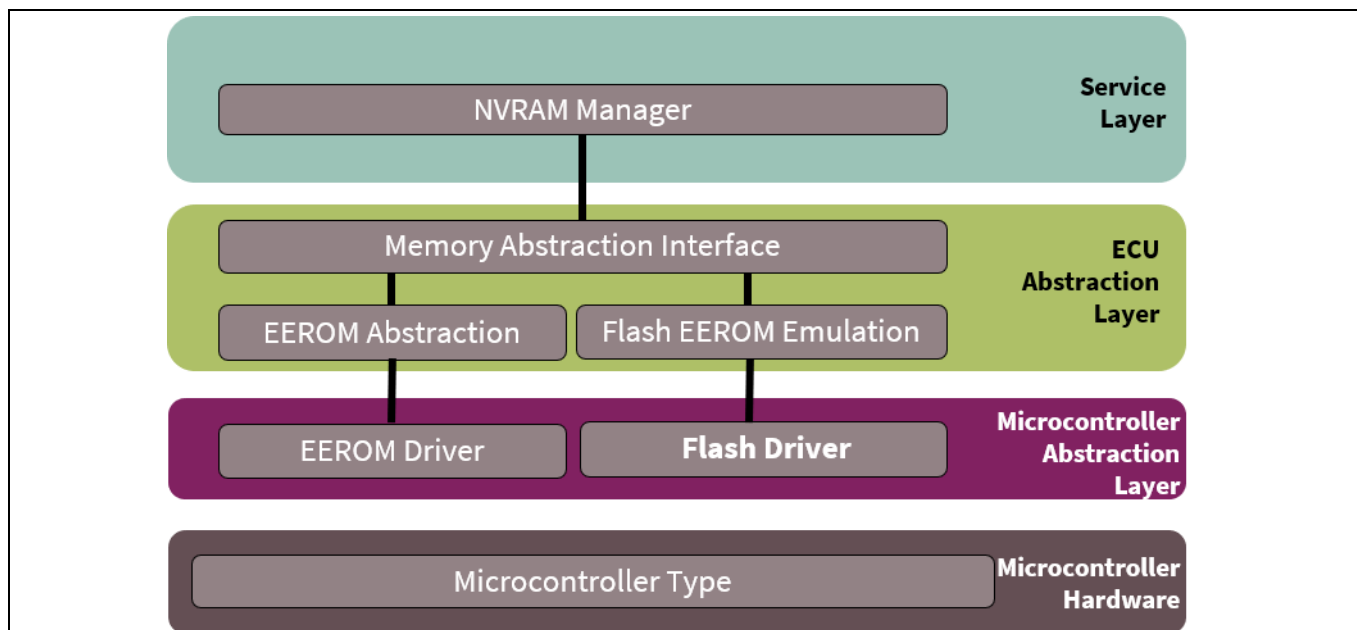 NVRAM Manager
Service
Layer
Memory Abstraction Interface
ECU
Abstraction
Layer
EEROM Abstraction
Flash EEROM Emulation
EEROM Driver
Flash Driver
Microcontroller
Abstraction
Layer
Microcontroller Type
Microcontroller
Hardware